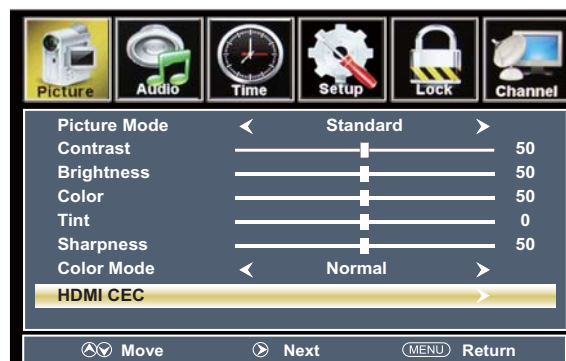 Picture Audio Time Setup Lock Channel
Picture Mode Standard
Contrast 50
Brightness 50
Color 50
Tint 0
Sharpness 50
Color Mode Normal
HDMI CEC
Move Next MENU Return